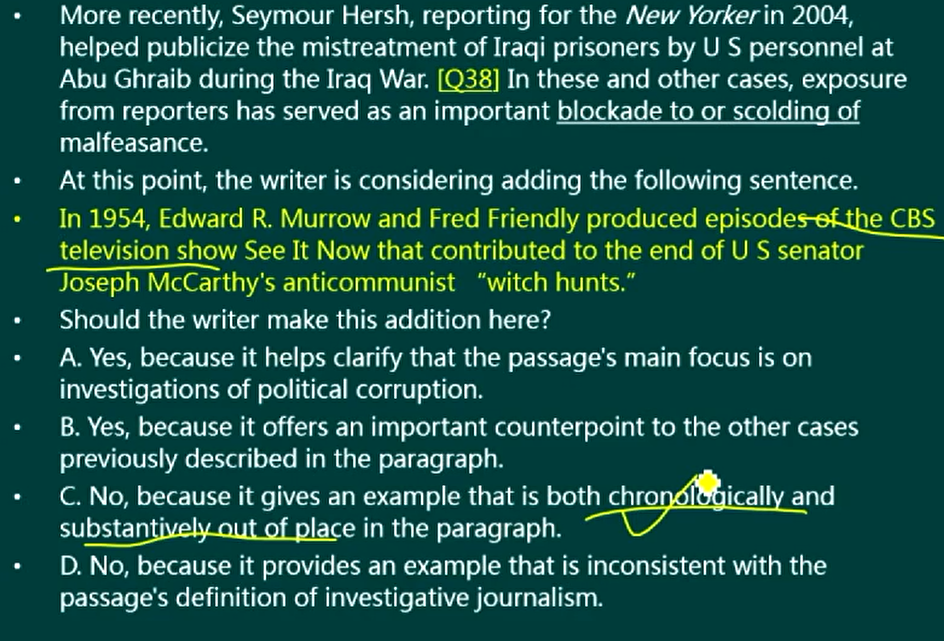 • More recently, Seymour Hersh, reporting for the New Yorker in 2004,
helped publicize the mistreatment of Iraqi prisoners by U S personnel at
Abu Ghraib during the Iraq War. [Q38] In these and other cases, exposure
from reporters has served as an important blockade to or scolding of
malfeasance.
• At this point, the writer is considering adding the following sentence.
• In 1954, Edward R. Murrow and Fred Friendly produced episodes of the CBS
television show See It Now that contributed to the end of U S senator
Joseph McCarthy's anticommunist “witch hunts.”
• Should the writer make this addition here?
• A. Yes, because it helps clarify that the passage's main focus is on
investigations of political corruption.
• B. Yes, because it offers an important counterpoint to the other cases
previously described in the paragraph.
• C. No, because it gives an example that is both chronologically and
substantively out of place in the paragraph.
• D. No, because it provides an example that is inconsistent with the
passage's definition of investigative journalism.